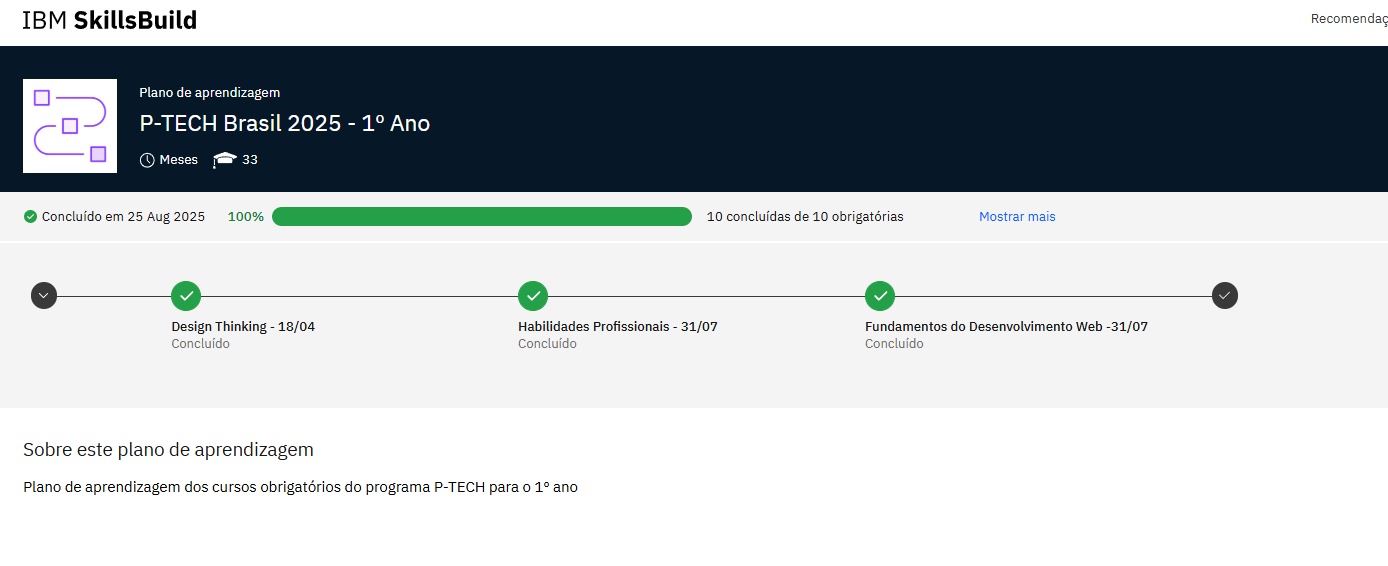 IBM SkillsBuild
Plano de aprendizagem
P-TECH Brasil 2025 - 1º Ano
Meses 33
Concluído em 25 Aug 2025 100% 10 concluídas de 10 obrigatórias Mostrar mais
Design Thinking - 18/04 Habilidades Profissionais - 31/07 Fundamentos do Desenvolvimento Web -31/07
Concluído Concluído Concluído
Sobre este plano de aprendizagem
Plano de aprendizagem dos cursos obrigatórios do programa P-TECH para o 1º ano